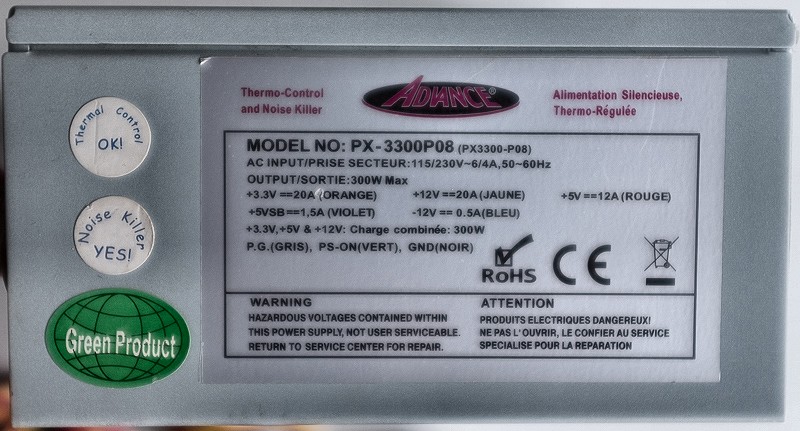 Thermal Control
OK!
Noise Killer
YES!
Green Product
Thermo-Control
and Noise Killer
ADVANCE®
Alimentation Silencieuse,
Thermo-Régulée
MODEL NO: PX-3300P08 (PX3300-P08)
AC INPUT/PRISE SECTEUR:115/230V~6/4A,50~60Hz
OUTPUT/SORTIE:300W Max
+3.3V==20A (ORANGE) +12V==20A(JAUNE) +5V==12A(ROUGE)
+5VSB==1,5A (VIOLET) -12V== 0.5A(BLEU)
+3.3V,+5V & +12V: Charge combinée: 300W
P.G.(GRIS), PS-ON(VERT), GND(NOIR)
RoHS CE
WARNING
HAZARDOUS VOLTAGES CONTAINED WITHIN
THIS POWER SUPPLY, NOT USER SERVICEABLE.
RETURN TO SERVICE CENTER FOR REPAIR.
ATTENTION
PRODUITS ELECTRIQUES DANGEREUX!
NE PAS L'OUVRIR, LE CONFIER AU SERVICE
SPECIALISE POUR LA REPARATION